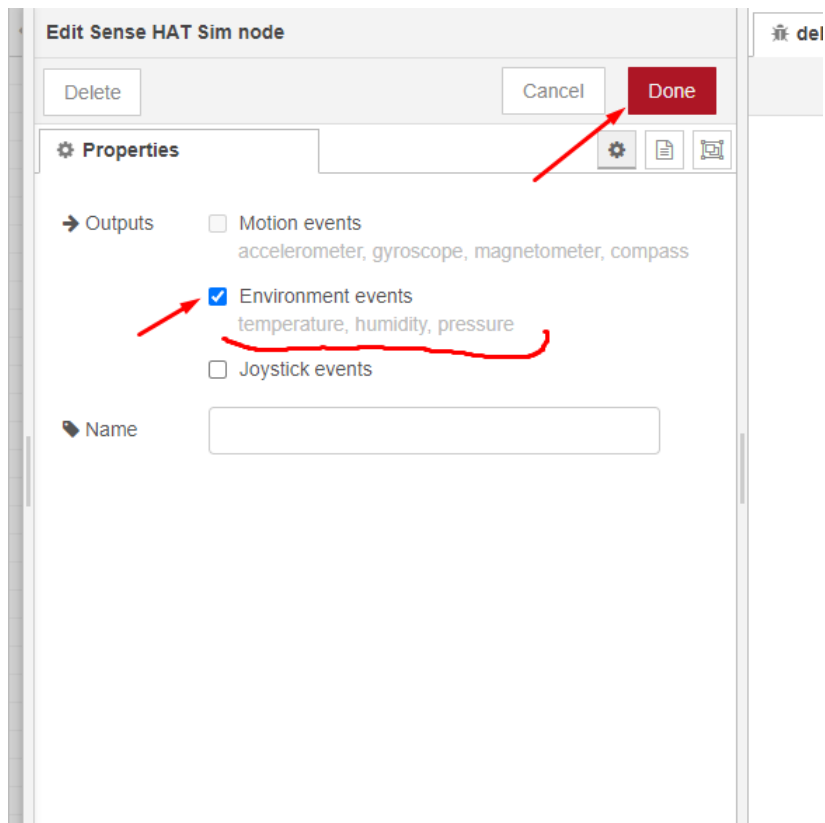 Edit Sense HAT Sim node
Delete
Cancel
Done
Properties
Outputs
Motion events
accelerometer, gyroscope, magnetometer, compass
Environment events
temperature, humidity, pressure
Joystick events
Name